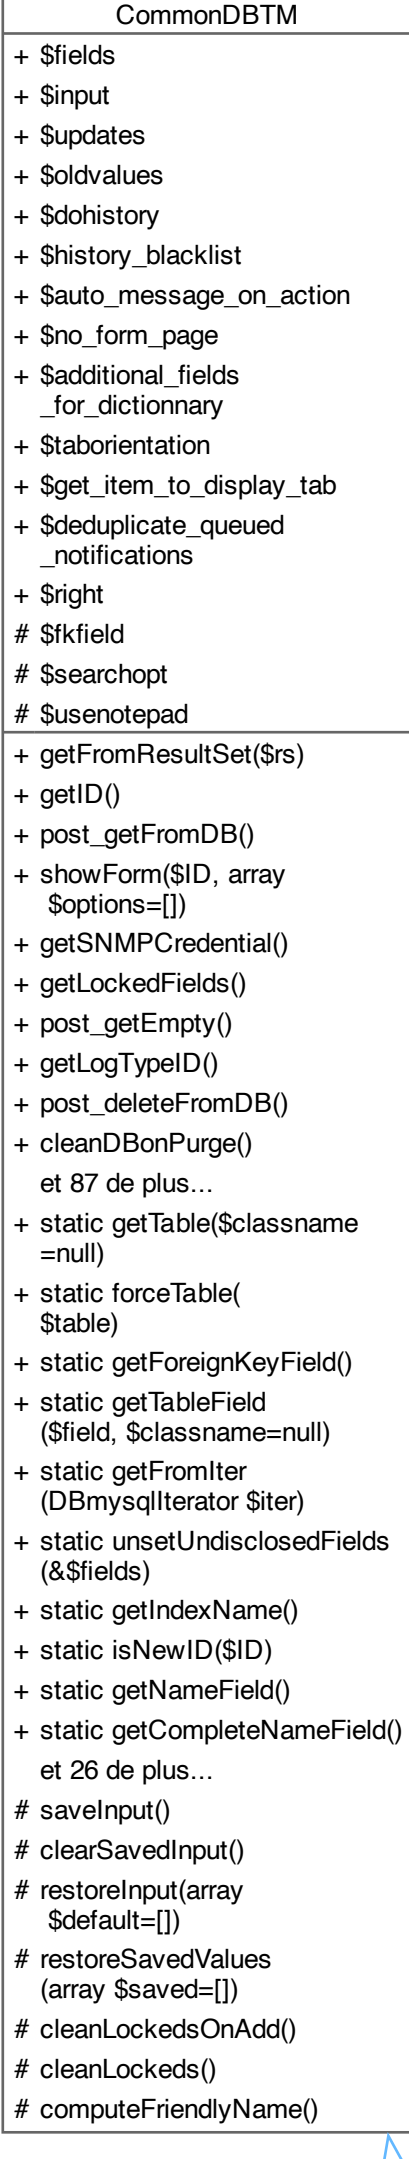 CommonDBTM
+ $fields
+ $input
+ $updates
+ $oldvalues
+ $dohistory
+ $history_blacklist
+ $auto_message_on_action
+ $no_form_page
+ $additional_fields
_for_dictionnary
+ $taborientation
+ $get_item_to_display_tab
+ $deduplicate_queued
_notifications
+ $right
# $fkfield
# $searchopt
# $usenotepad
+ getFromResultSet($rs)
+ getID()
+ post_getFromDB()
+ showForm($ID, array
$options=[])
+ getSNMPCredential()
+ getLockedFields()
+ post_getEmpty()
+ getLogTypeID()
+ post_deleteFromDB()
+ cleanDBonPurge()
et 87 de plus...
+ static getTable($classname
=null)
+ static forceTable(
$table)
+ static getForeignKeyField()
+ static getTableField
($field, $classname=null)
+ static getFromIter
(DBmysqlIterator $iter)
+ static unsetUndisclosedFields
(&$fields)
+ static getIndexName()
+ static isNewID($ID)
+ static getNameField()
+ static getCompleteNameField()
et 26 de plus...
# saveInput()
# clearSavedInput()
# restoreInput(array
$default=[])
# restoreSavedValues
(array $saved=[])
# cleanLockedsOnAdd()
# cleanLockeds()
# computeFriendlyName()